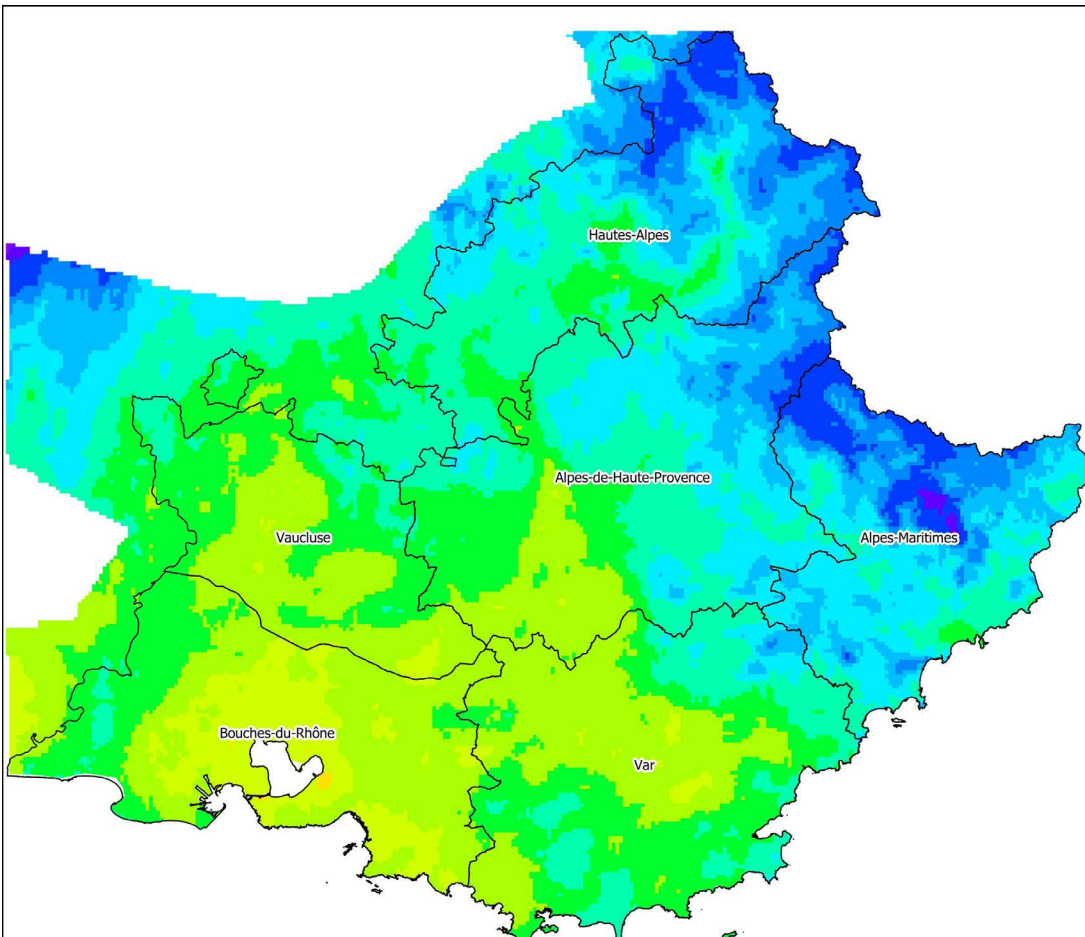 Hautes-Alpes
Alpes-de-Haute-Provence
Vaucluse
Alpes-Maritimes
Bouches-du-Rhône
Var